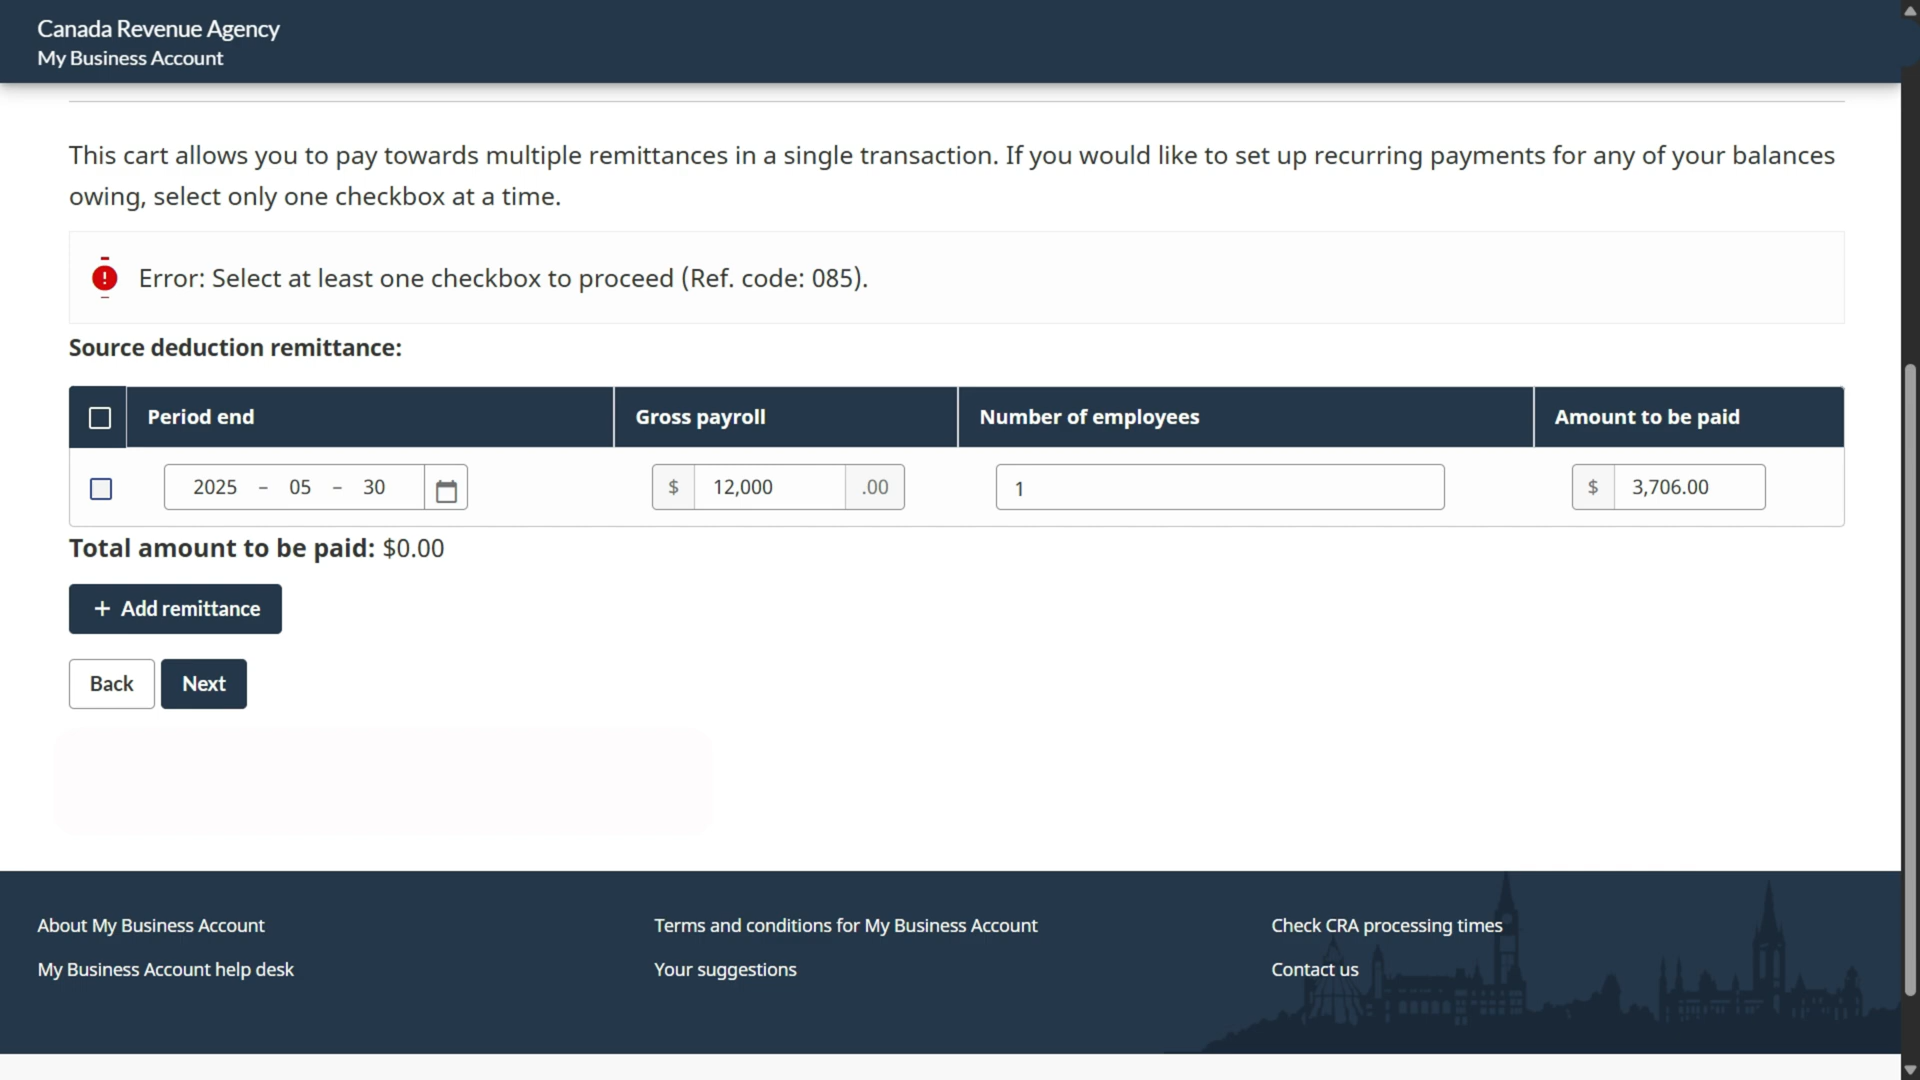 Canada Revenue Agency
My Business Account
This cart allows you to pay towards multiple remittances in a single transaction. If you would like to set up recurring payments for any of your balances
owing, select only one checkbox at a time.
! Error: Select at least one checkbox to proceed (Ref. code: 085).
Source deduction remittance:
Period end Gross payroll Number of employees Amount to be paid
2025 – 05 – 30 $ 12,000 .00 1 $ 3,706.00
Total amount to be paid: $0.00
+ Add remittance
Back Next
About My Business Account Terms and conditions for My Business Account Check CRA processing times
My Business Account help desk Your suggestions Contact us